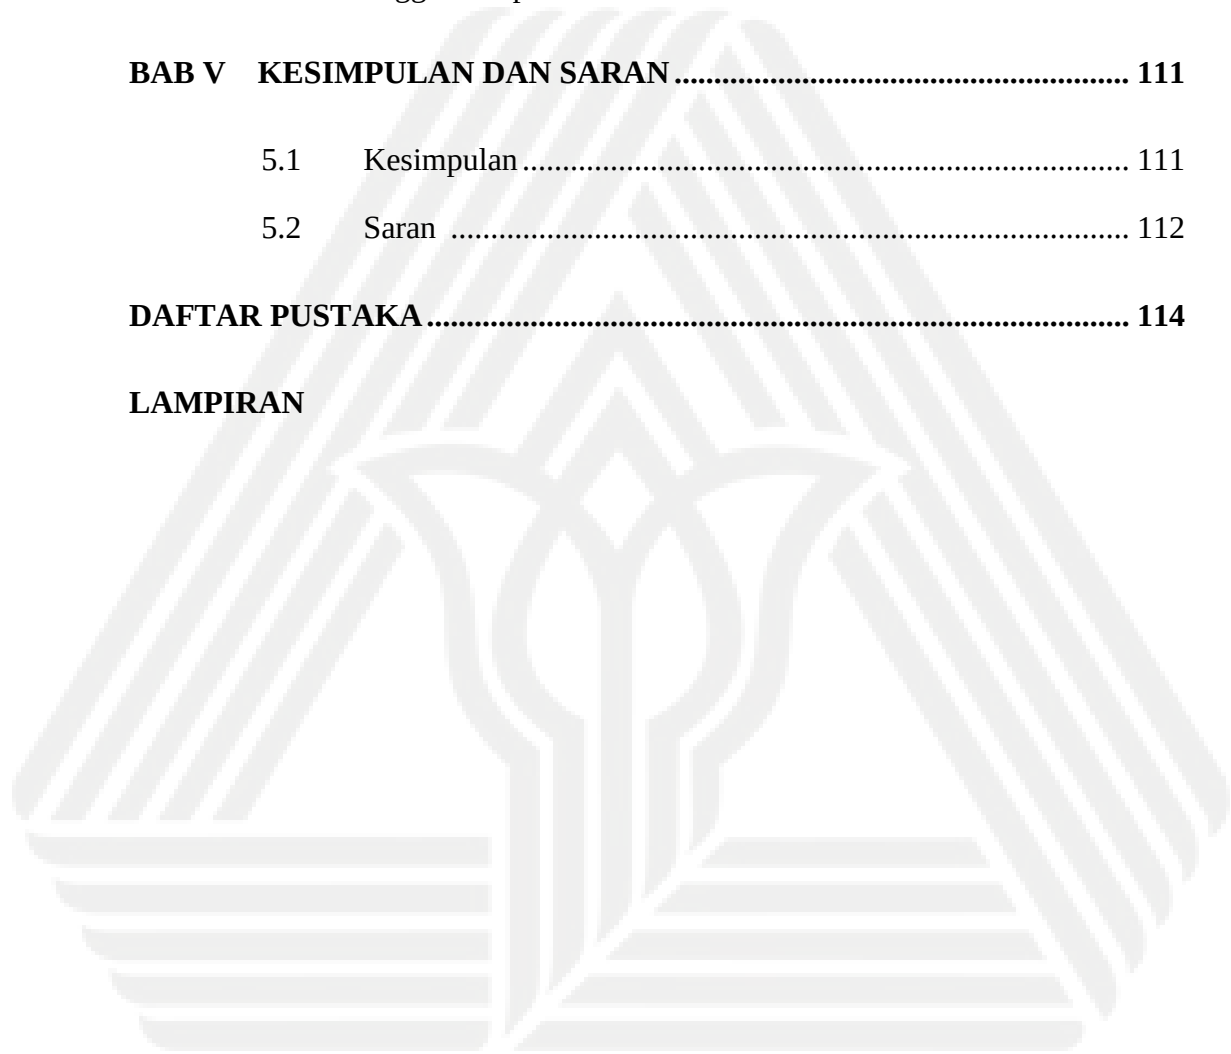 BAB V KESIMPULAN DAN SARAN ........................................................ 111
5.1 Kesimpulan ........................................................................... 111
5.2 Saran .................................................................................... 112
DAFTAR PUSTAKA ....................................................................................... 114
LAMPIRAN